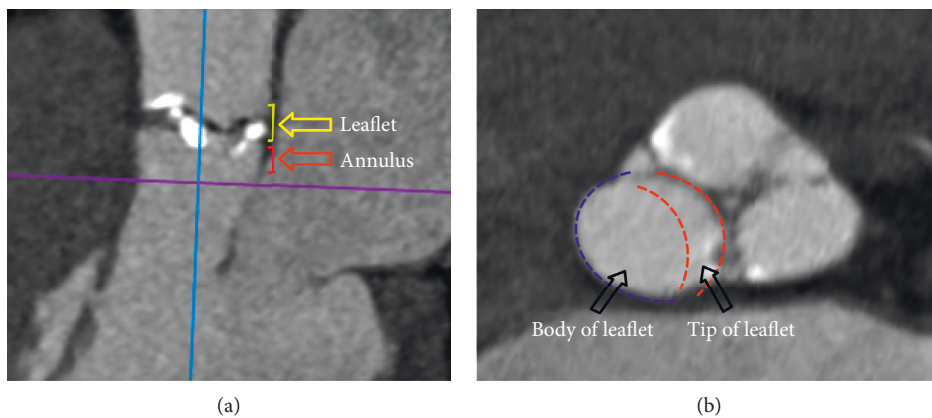 Leaflet
Annulus
Body of leaflet
Tip of leaflet
(a)
(b)